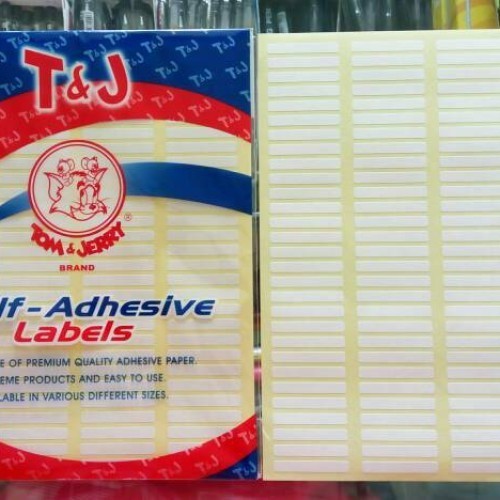 T&J
TOM & JERRY
®
BRAND
lf-Adhesive
Labels
E OF PREMIUM QUALITY ADHESIVE PAPER.
EME PRODUCTS AND EASY TO USE.
LABLE IN VARIOUS DIFFERENT SIZES.